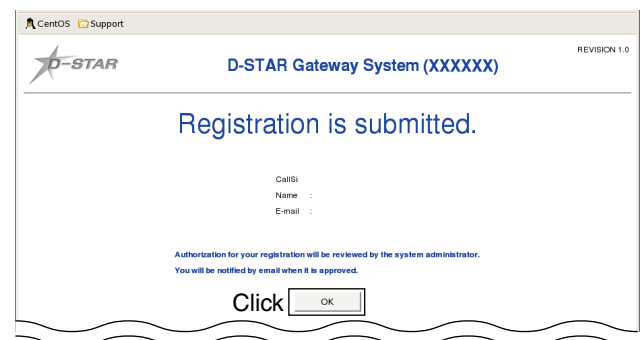 CentOS Support
D-STAR
D-STAR Gateway System (XXXXXX)
REVISION 1.0
Registration is submitted.
CallSi
Name :
E-mail :
Authorization for your registration will be reviewed by the system administrator.
You will be notified by email when it is approved.
Click OK